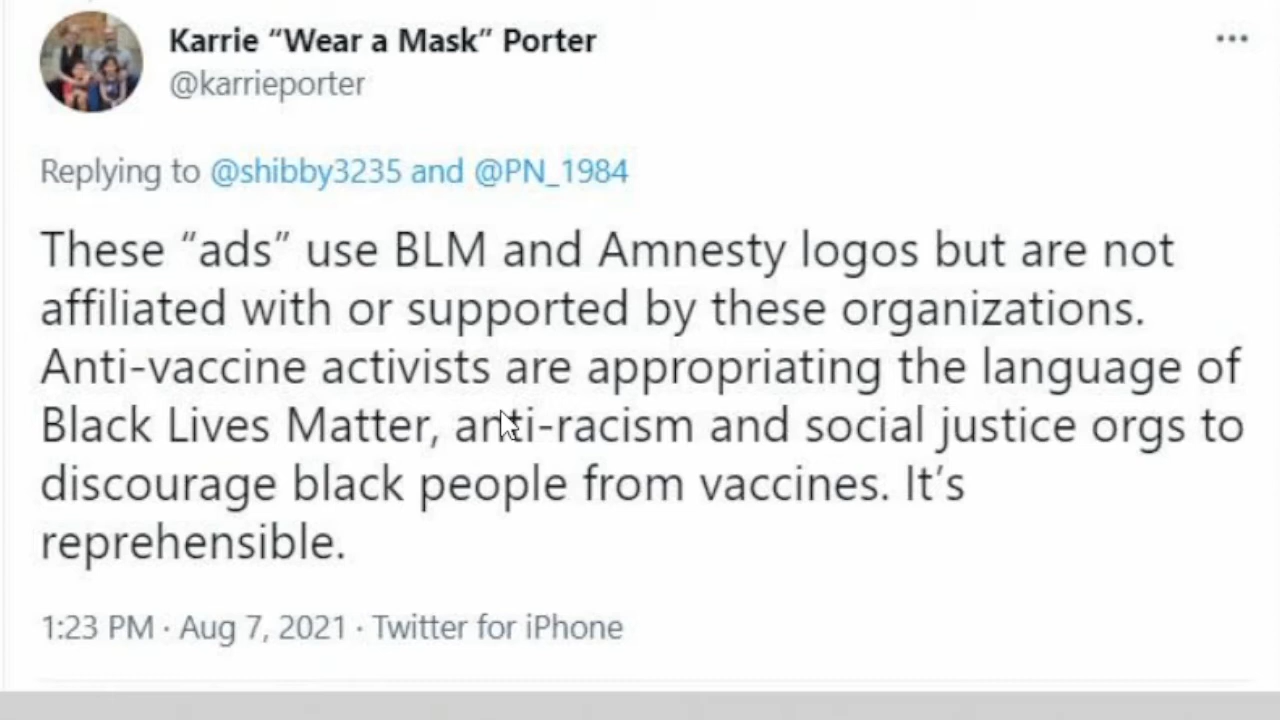 Karrie “Wear a Mask” Porter
@karrieporter
Replying to @shibby3235 and @PN_1984
These “ads” use BLM and Amnesty logos but are not
affiliated with or supported by these organizations.
Anti-vaccine activists are appropriating the language of
Black Lives Matter, anti-racism and social justice orgs to
discourage black people from vaccines. It’s
reprehensible.
1:23 PM · Aug 7, 2021 · Twitter for iPhone